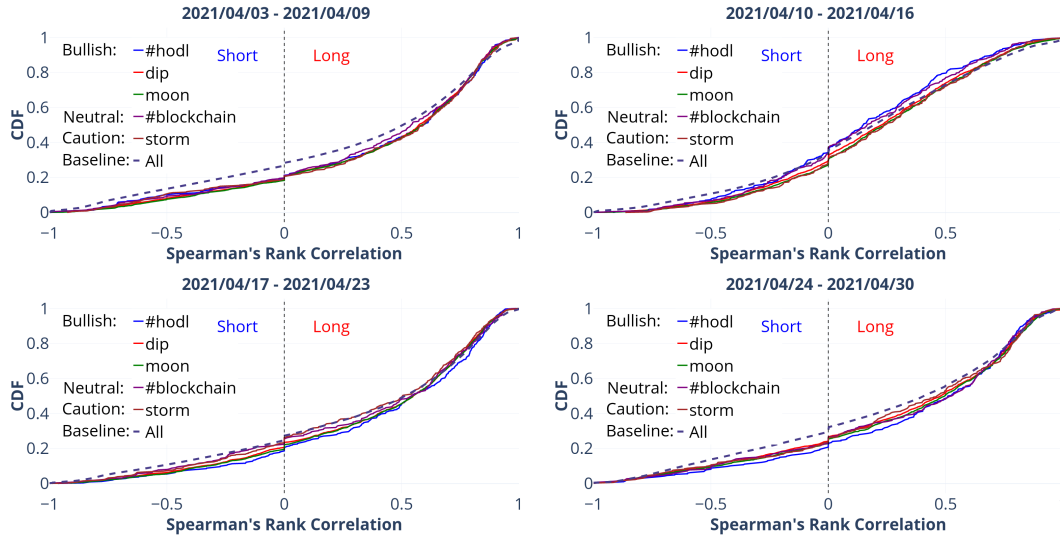 2021/04/03 - 2021/04/09
CDF
1
0.8
0.6
0.4
0.2
0
Bullish: #hodl
dip
moon
Neutral: #blockchain
Caution: storm
Baseline: All
Short
Long
−1
−0.5
0
0.5
1
Spearman's Rank Correlation
2021/04/10 - 2021/04/16
CDF
1
0.8
0.6
0.4
0.2
0
Bullish: #hodl
dip
moon
Neutral: #blockchain
Caution: storm
Baseline: All
Short
Long
−1
−0.5
0
0.5
Spearman's Rank Correlation
2021/04/17 - 2021/04/23
CDF
1
0.8
0.6
0.4
0.2
0
Bullish: #hodl
dip
moon
Neutral: #blockchain
Caution: storm
Baseline: All
Short
Long
−1
−0.5
0
0.5
1
Spearman's Rank Correlation
2021/04/24 - 2021/04/30
CDF
1
0.8
0.6
0.4
0.2
0
Bullish: #hodl
dip
moon
Neutral: #blockchain
Caution: storm
Baseline: All
Short
Long
−1
−0.5
0
0.5
Spearman's Rank Correlation